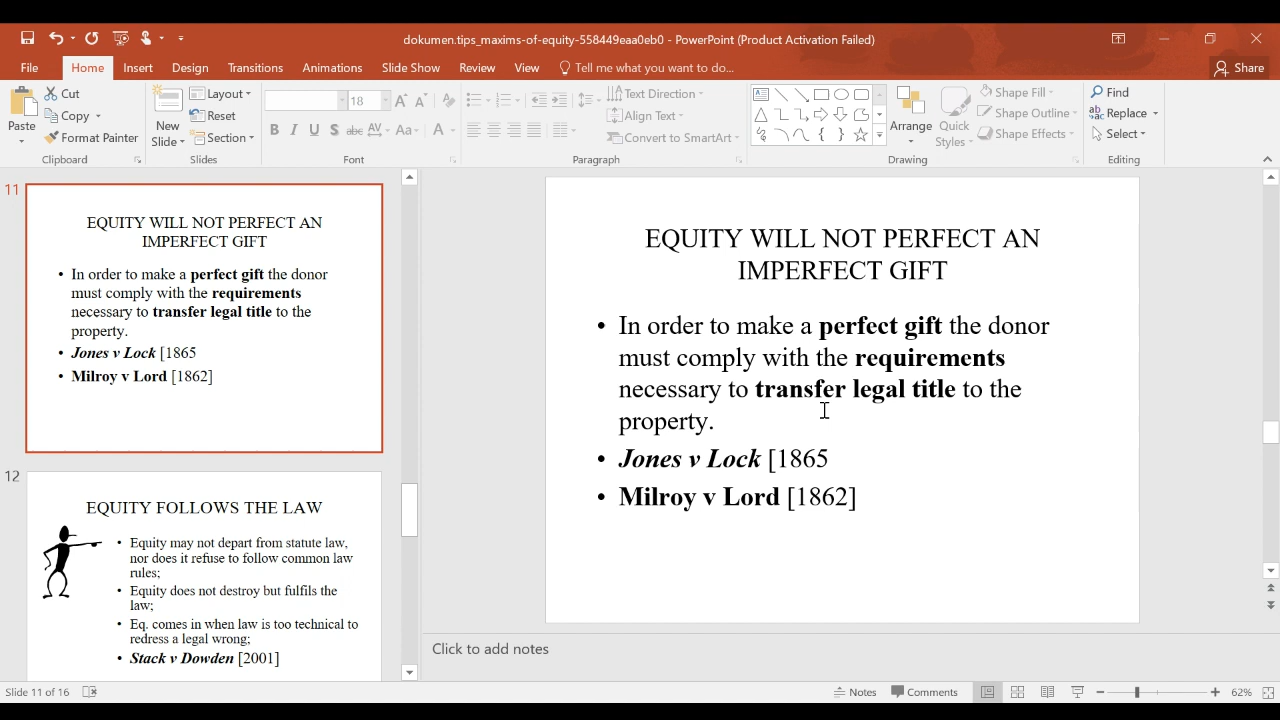 dokumen.tips_maxims-of-equity-558449eaa0eb0 - PowerPoint (Product Activation Failed)
File Home Insert Design Transitions Animations Slide Show Review View Tell me what you want to do... Share
Paste
Cut
Copy
Format Painter
Clipboard
New Slide
Layout
Reset
Section
Slides
18
Font
Text Direction
Align Text
Convert to SmartArt
Paragraph
Arrange
Quick Styles
Shape Fill
Shape Outline
Shape Effects
Drawing
Find
Replace
Select
Editing
11
EQUITY WILL NOT PERFECT AN
IMPERFECT GIFT
• In order to make a perfect gift the donor
must comply with the requirements
necessary to transfer legal title to the
property.
• Jones v Lock [1865
• Milroy v Lord [1862]
12
EQUITY FOLLOWS THE LAW
• Equity may not depart from statute law,
nor does it refuse to follow common law
rules;
• Equity does not destroy but fulfils the
law;
• Eq. comes in when law is too technical to
redress a legal wrong;
• Stack v Dowden [2001]
EQUITY WILL NOT PERFECT AN
IMPERFECT GIFT
• In order to make a perfect gift the donor
must comply with the requirements
necessary to transfer legal title to the
property.
• Jones v Lock [1865
• Milroy v Lord [1862]
Click to add notes
Slide 11 of 16 Notes Comments 62%